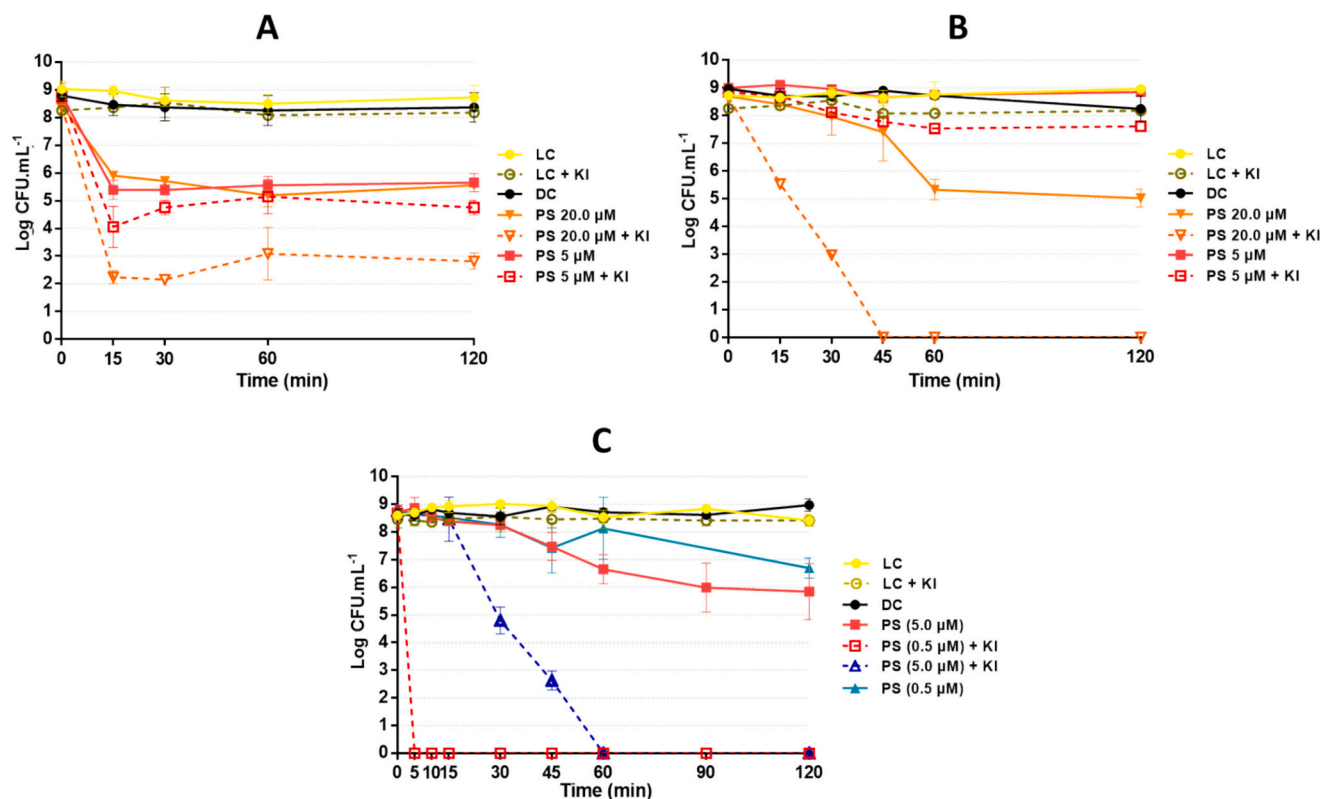 A
Log CFU.mL-1
10
9
8
7
6
5
4
3
2
1
0
0 15 30 60 120
Time (min)
LC
LC + KI
DC
PS 20.0 µM
PS 20.0 µM + KI
PS 5 µM
PS 5 µM + KI
B
Log CFU.mL-1
10
9
8
7
6
5
4
3
2
1
0
0 15 30 45 60 120
Time (min)
LC
LC + KI
DC
PS 20.0 µM
PS 20.0 µM + KI
PS 5 µM
PS 5 µM + KI
C
Log CFU.mL-1
10
9
8
7
6
5
4
3
2
1
0
0 5 10 15 30 45 60 90 120
Time (min)
LC
LC + KI
DC
PS (5.0 µM)
PS (0.5 µM) + KI
PS (5.0 µM) + KI
PS (0.5 µM)